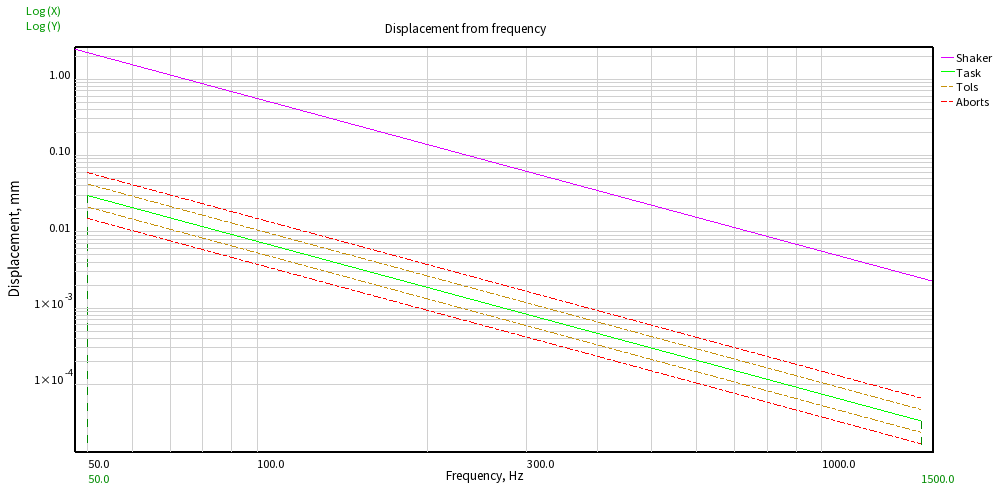 Log (X)
Log (Y)
Displacement from frequency
Shaker
Task
Tols
Aborts
1.00
0.10
0.01
1×10⁻³
1×10⁻⁴
Displacement, mm
50.0 100.0 300.0 1000.0
Frequency, Hz
50.0 1500.0